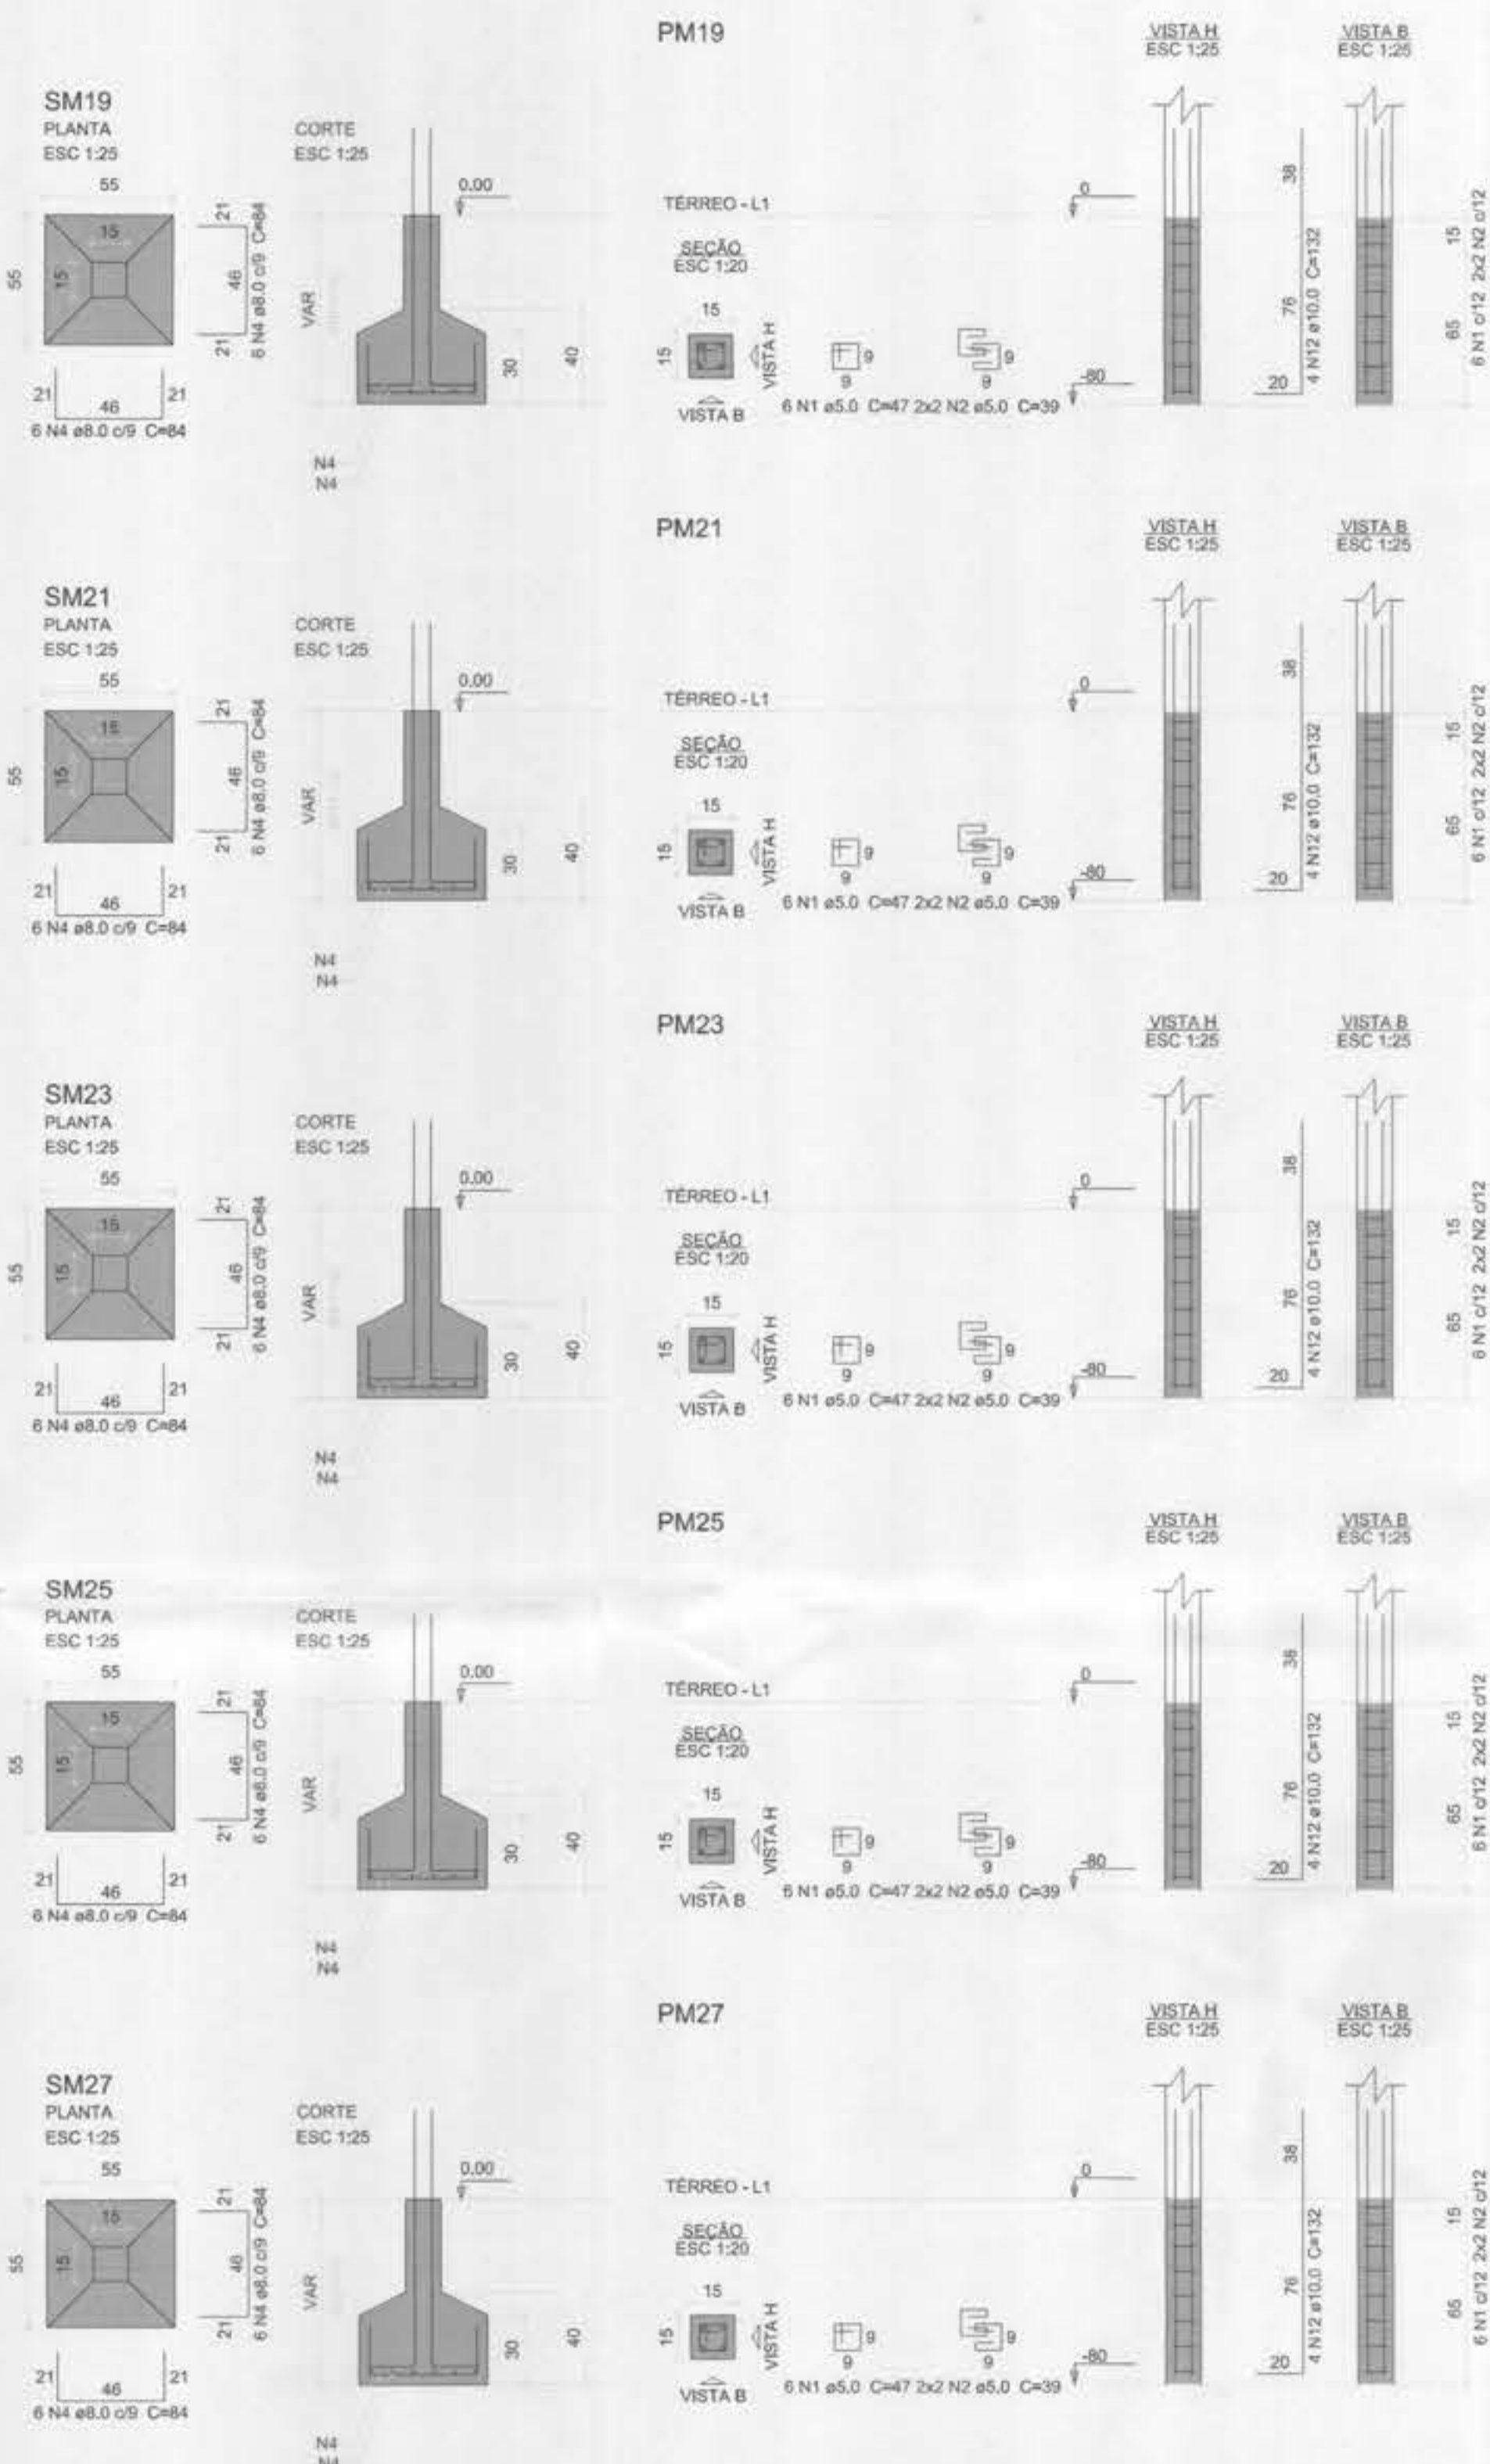 PM19
VISTA H
ESC 1:25
VISTA B
ESC 1:25
SM19
PLANTA
ESC 1:25
CORTE
ESC 1:25
55
55
15
15
21
46
21
6 N4 ø8.0 c/9 C=84
21
46
21
6 N4 ø8.0 c/9 C=84
VAR
0.00
30
40
N4
N4
TÉRREO - L1
SEÇÃO
ESC 1:20
15
15
VISTA H
VISTA B
9
9
9
9
6 N1 ø5.0 C=47 2x2 N2 ø5.0 C=39
0
-80
38
76
20
4 N12 ø10.0 C=132
15
65
6 N1 c/12 2x2 N2 c/12
PM21
VISTA H
ESC 1:25
VISTA B
ESC 1:25
SM21
PLANTA
ESC 1:25
CORTE
ESC 1:25
55
55
15
15
21
46
21
6 N4 ø8.0 c/9 C=84
21
46
21
6 N4 ø8.0 c/9 C=84
VAR
0.00
30
40
N4
N4
TÉRREO - L1
SEÇÃO
ESC 1:20
15
15
VISTA H
VISTA B
9
9
9
9
6 N1 ø5.0 C=47 2x2 N2 ø5.0 C=39
0
-80
38
76
20
4 N12 ø10.0 C=132
15
65
6 N1 c/12 2x2 N2 c/12
PM23
VISTA H
ESC 1:25
VISTA B
ESC 1:25
SM23
PLANTA
ESC 1:25
CORTE
ESC 1:25
55
55
15
15
21
46
21
6 N4 ø8.0 c/9 C=84
21
46
21
6 N4 ø8.0 c/9 C=84
VAR
0.00
30
40
N4
N4
TÉRREO - L1
SEÇÃO
ESC 1:20
15
15
VISTA H
VISTA B
9
9
9
9
6 N1 ø5.0 C=47 2x2 N2 ø5.0 C=39
0
-80
38
76
20
4 N12 ø10.0 C=132
15
65
6 N1 c/12 2x2 N2 c/12
PM25
VISTA H
ESC 1:25
VISTA B
ESC 1:25
SM25
PLANTA
ESC 1:25
CORTE
ESC 1:25
55
55
15
15
21
46
21
6 N4 ø8.0 c/9 C=84
21
46
21
6 N4 ø8.0 c/9 C=84
VAR
0.00
30
40
N4
N4
TÉRREO - L1
SEÇÃO
ESC 1:20
15
15
VISTA H
VISTA B
9
9
9
9
6 N1 ø5.0 C=47 2x2 N2 ø5.0 C=39
0
-80
38
76
20
4 N12 ø10.0 C=132
15
65
6 N1 c/12 2x2 N2 c/12
PM27
VISTA H
ESC 1:25
VISTA B
ESC 1:25
SM27
PLANTA
ESC 1:25
CORTE
ESC 1:25
55
55
15
15
21
46
21
6 N4 ø8.0 c/9 C=84
21
46
21
6 N4 ø8.0 c/9 C=84
VAR
0.00
30
40
N4
N4
TÉRREO - L1
SEÇÃO
ESC 1:20
15
15
VISTA H
VISTA B
9
9
9
9
6 N1 ø5.0 C=47 2x2 N2 ø5.0 C=39
0
-80
38
76
20
4 N12 ø10.0 C=132
15
65
6 N1 c/12 2x2 N2 c/12